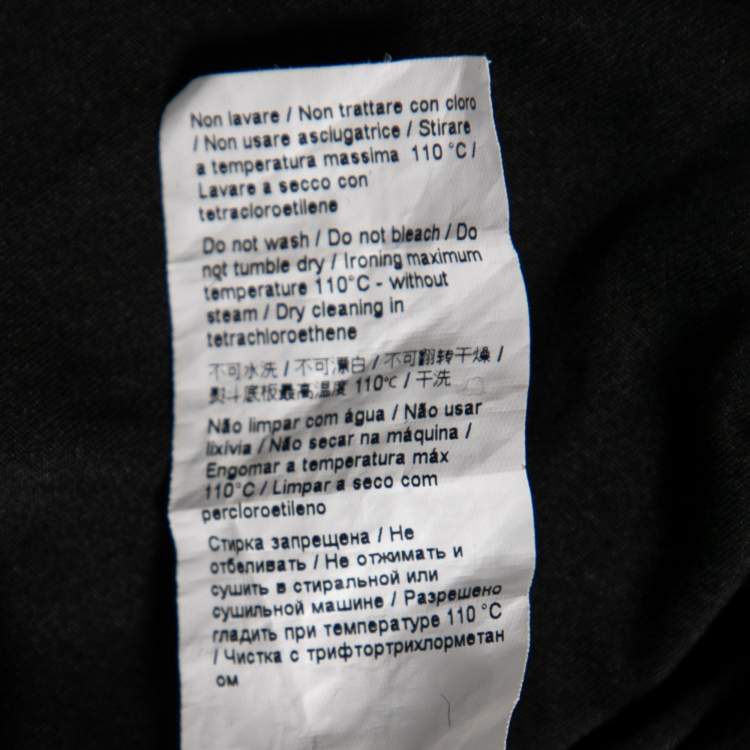 Non lavare / Non trattare con cloro
/ Non usare asciugatrice / Stirare
a temperatura massima 110 °C /
Lavare a secco con
tetracloroetilene
Do not wash / Do not bleach / Do
not tumble dry / Ironing maximum
temperature 110°C - without
steam / Dry cleaning in
tetrachloroethene
不可水洗 / 不可漂白 / 不可翻转干燥 /
熨斗底板最高温度 110℃ / 干洗
Não limpar com água / Não usar
lixivia / Não secar na máquina /
Engomar a temperatura máx
110°C / Limpar a seco com
percloroetileno
Стирка запрещена / Не
отбеливать / Не отжимать и
сушить в стиральной или
сушильной машине / Разрешено
гладить при температуре 110 °C
/ Чистка с трифтортрихлорметан
ом